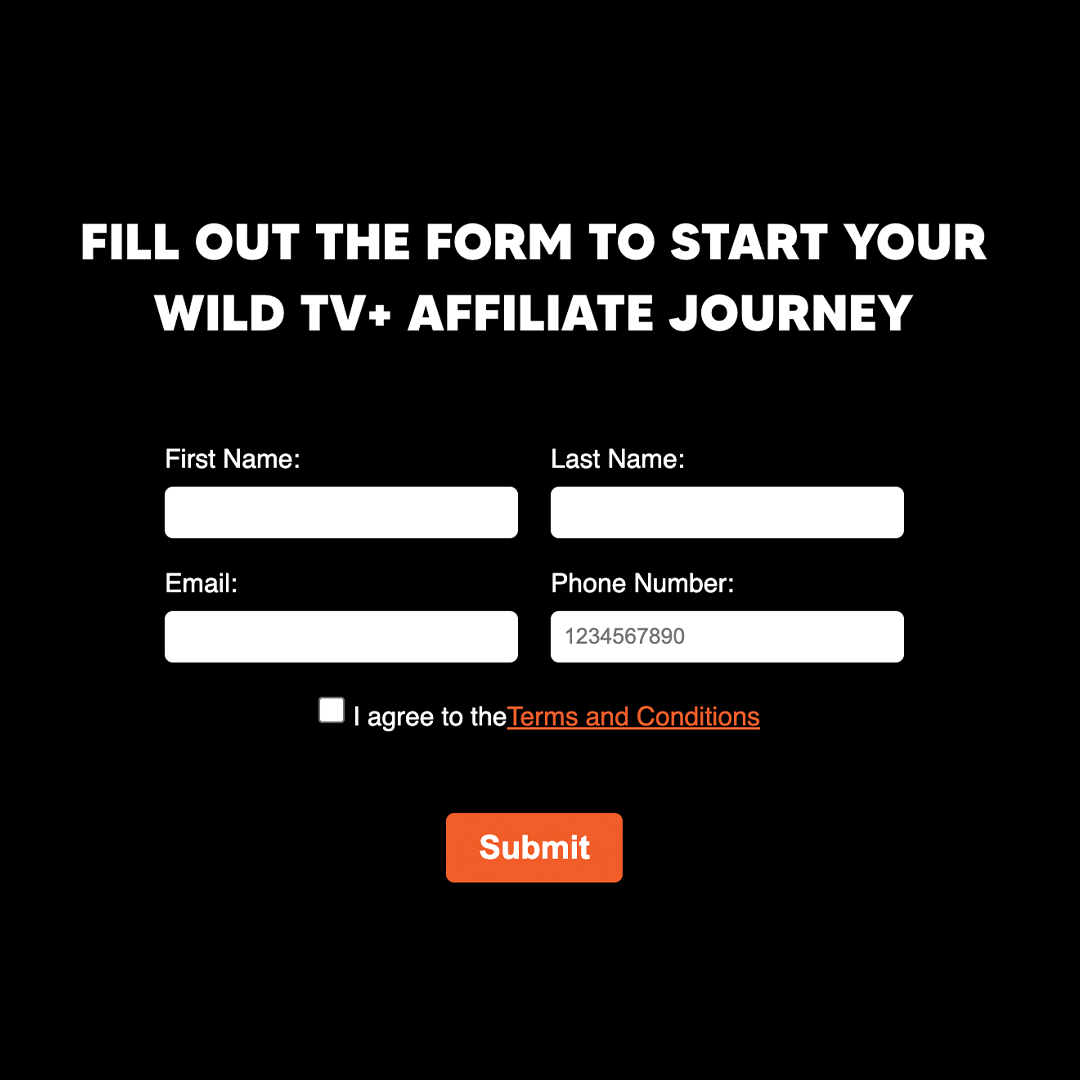 FILL OUT THE FORM TO START YOUR
WILD TV+ AFFILIATE JOURNEY
First Name:
Last Name:
Email:
Phone Number:
1234567890
I agree to theTerms and Conditions
Submit